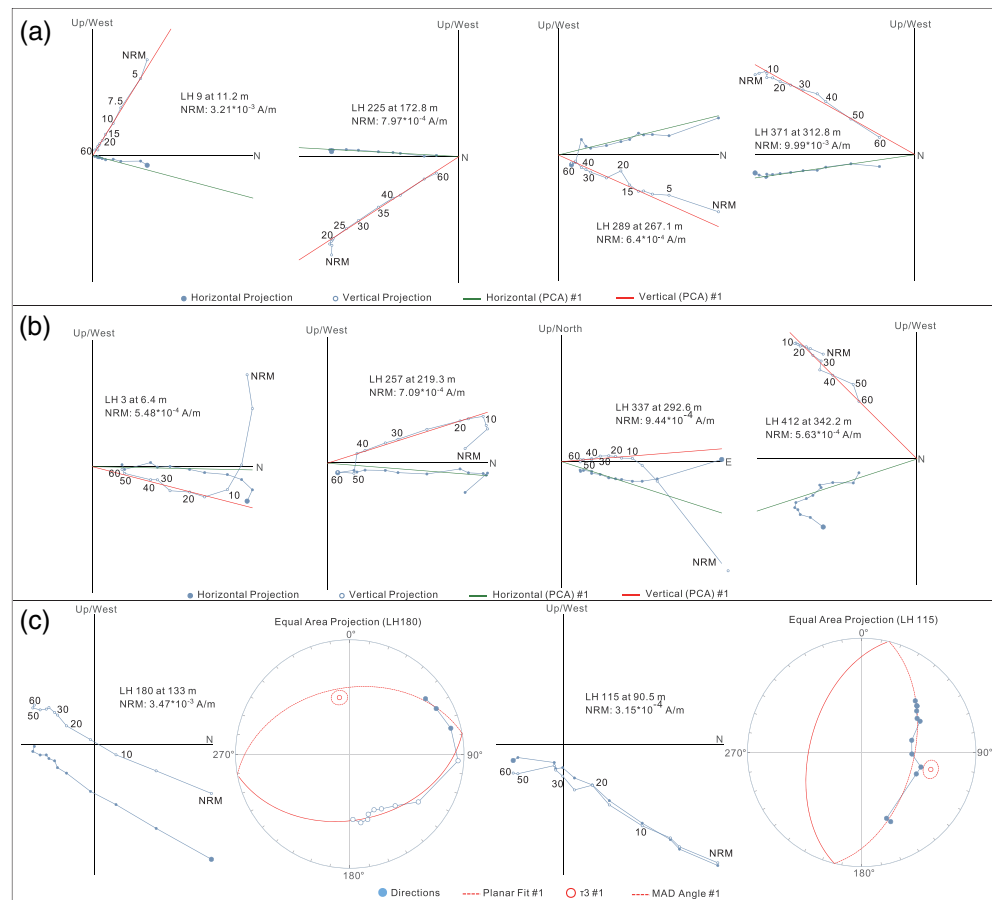 (a)
Up/West
NRM
5
7.5
10
15
20
60
N
LH 9 at 11.2 m
NRM: 3.21*10-3 A/m
Up/West
LH 225 at 172.8 m
NRM: 7.97*10-4 A/m
N
60
40
35
30
25
20
NRM
Up/West
N
60
40
30
20
15
5
NRM
LH 289 at 267.1 m
NRM: 6.4*10-4 A/m
Up/West
10
NRM
20
30
40
50
60
N
LH 371 at 312.8 m
NRM: 9.99*10-3 A/m
Horizontal Projection
Vertical Projection
Horizontal (PCA) #1
Vertical (PCA) #1
(b)
Up/West
NRM
LH 3 at 6.4 m
NRM: 5.48*10-4 A/m
N
60
50
40
30
20
10
Up/West
LH 257 at 219.3 m
NRM: 7.09*10-4 A/m
10
20
30
40
NRM
N
60
50
Up/North
LH 337 at 292.6 m
NRM: 9.44*10-4 A/m
60
50
40
30
20
10
E
NRM
Up/West
10
20
NRM
30
40
50
60
LH 412 at 342.2 m
NRM: 5.63*10-4 A/m
N
Horizontal Projection
Vertical Projection
Horizontal (PCA) #1
Vertical (PCA) #1
(c)
Up/West
LH 180 at 133 m
NRM: 3.47*10-3 A/m
60
50
30
20
N
10
NRM
Equal Area Projection (LH180)
0°
270°
90°
180°
Up/West
LH 115 at 90.5 m
NRM: 3.15*10-4 A/m
N
60
50
30
20
10
NRM
Equal Area Projection (LH 115)
0°
270°
90°
180°
Directions
Planar Fit #1
τ3 #1
MAD Angle #1